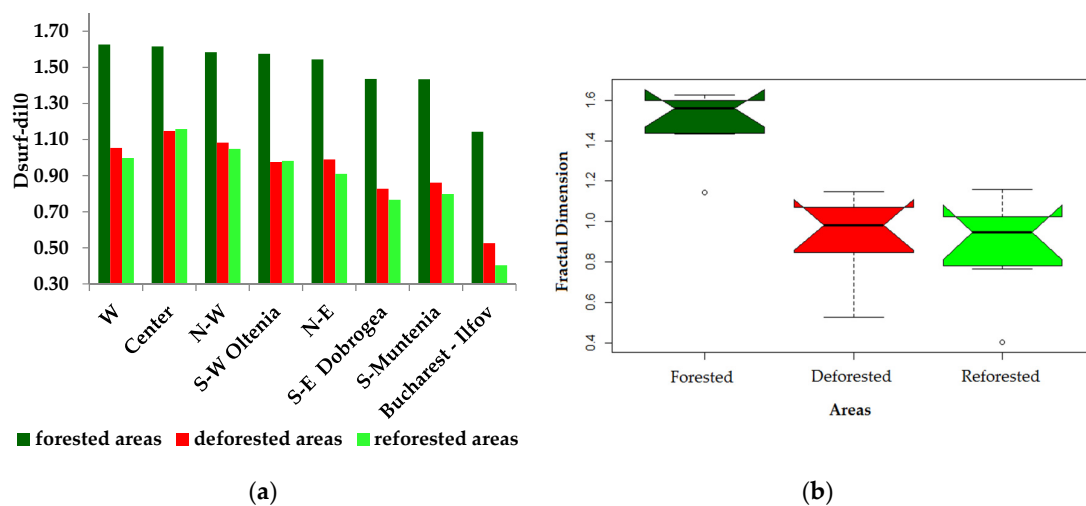 1.70
1.50
1.30
1.10
0.90
0.70
0.50
0.30
Dsurf-di10
W
Center
N-W
S-W Oltenia
N-E
S-E Dobrogea
S-Muntenia
Bucharest - Ilfov
forested areas deforested areas reforested areas
(a)
1.6
1.4
1.2
1.0
0.8
0.6
0.4
Fractal Dimension
Forested Deforested Reforested
Areas
(b)